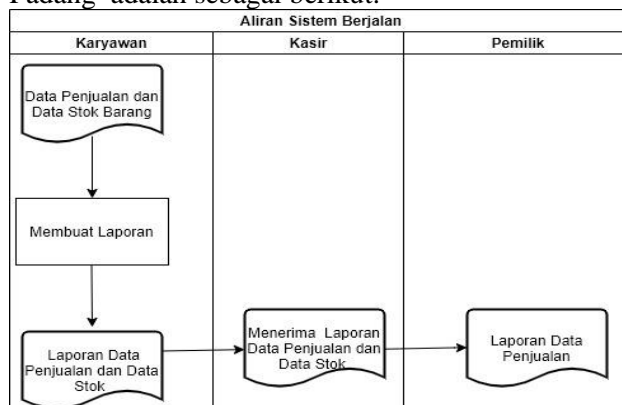 Padang adalah sebagai berikut:
Aliran Sistem Berjalan
Karyawan
Kasir
Pemilik
Data Penjualan dan
Data Stok Barang
Membuat Laporan
Laporan Data
Penjualan dan Data
Stok
Menerima Laporan
Data Penjualan dan
Data Stok
Laporan Data
Penjualan